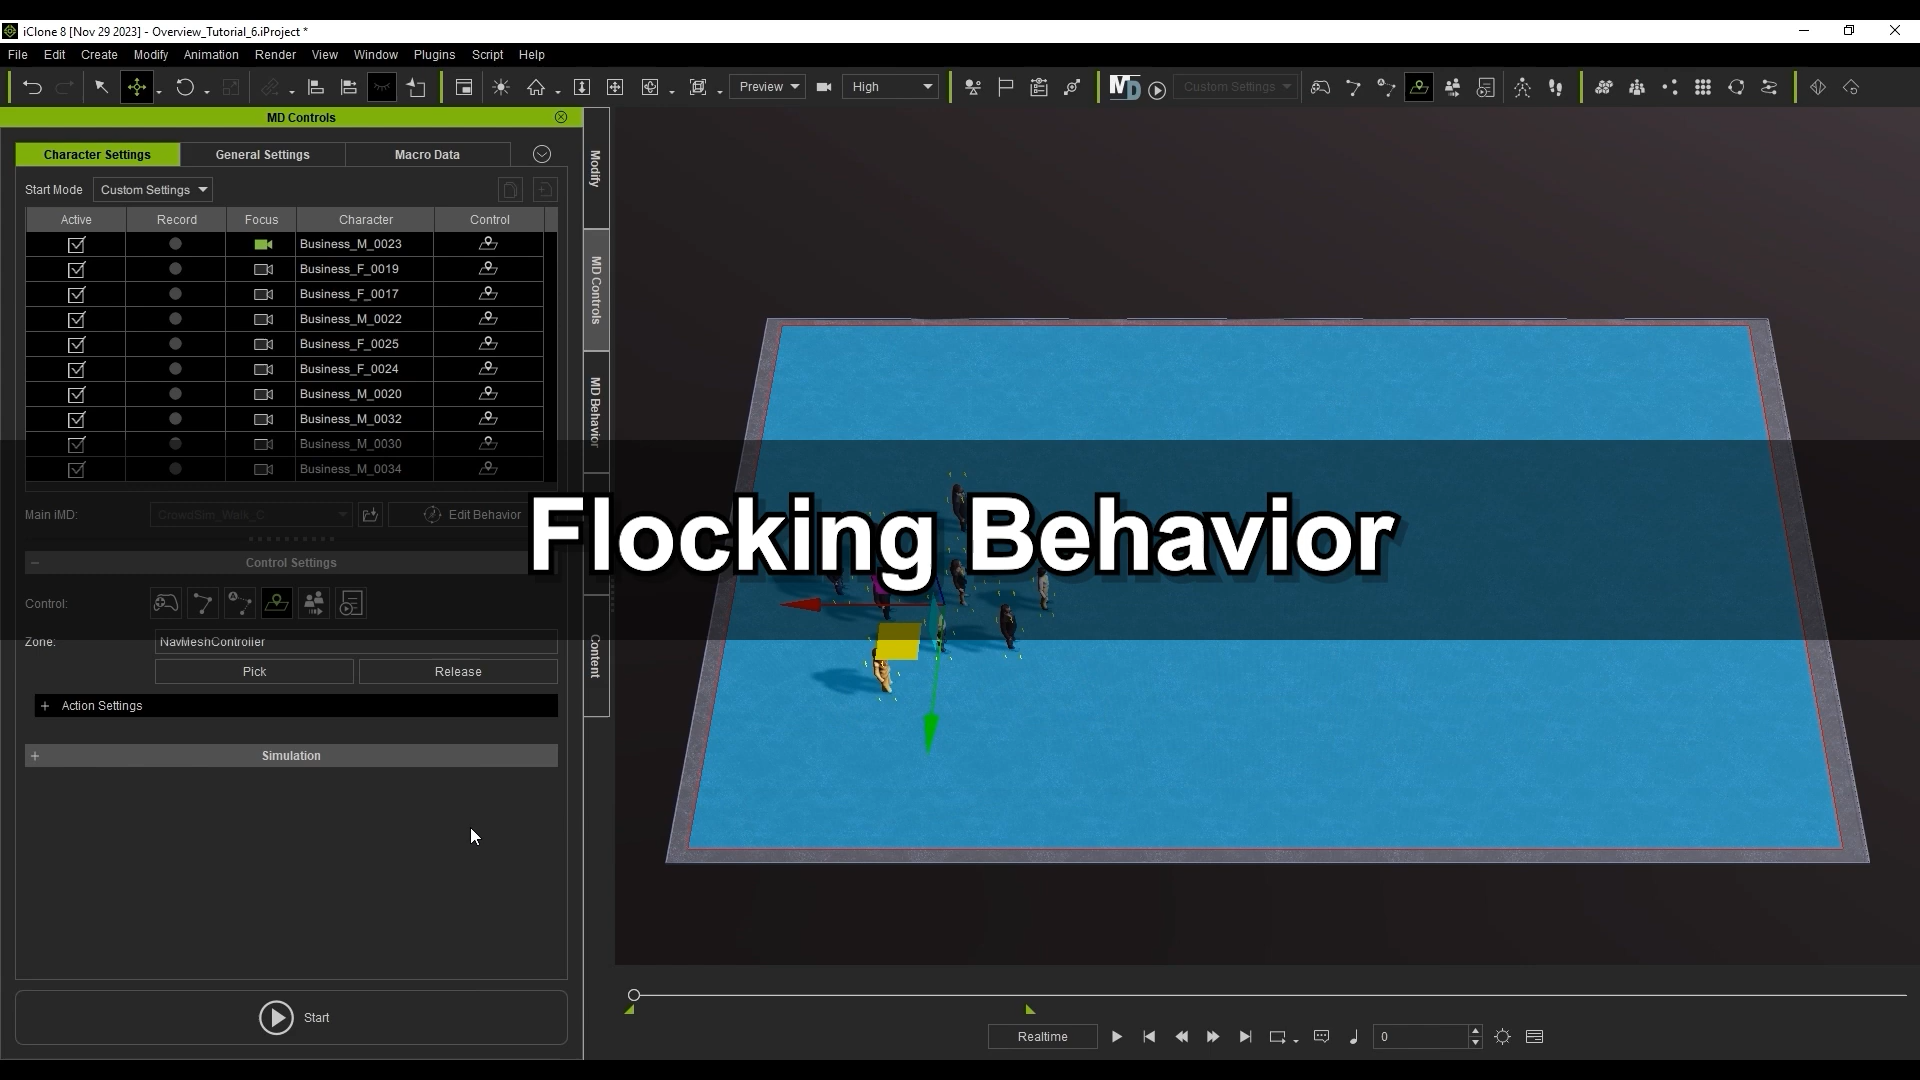 iClone 8 [Nov 29 2023] - Overview_Tutorial_6.iProject *
File Edit Create Modify Animation Render View Window Plugins Script Help
Preview High MD Custom Settings
MD Controls
Character Settings General Settings Macro Data
Start Mode Custom Settings
Active Record Focus Character Control
Business_M_0023
Business_F_0019
Business_F_0017
Business_M_0022
Business_F_0025
Business_F_0024
Business_M_0020
Business_M_0032
Business_M_0030
Business_M_0034
Main iMD: CrowdSim_Walk_C Edit Behavior
Control Settings
Control:
Zone: NavMeshController
Pick Release
+ Action Settings
+ Simulation
Start
Modify
MD Controls
MD Behavior
Content
Flocking Behavior
Realtime 0